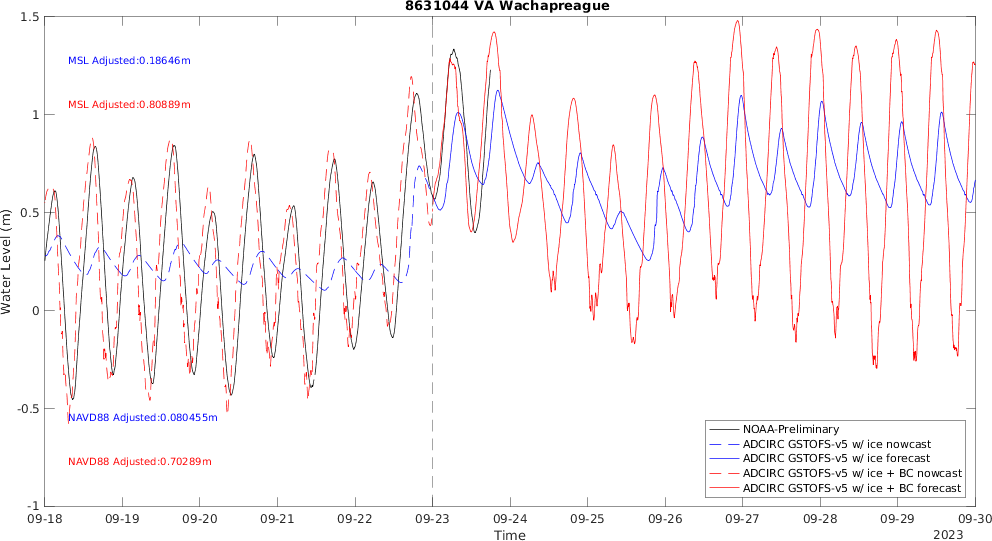 8631044 VA Wachapreague
Water Level (m)
1.5
1
0.5
0
-0.5
-1
MSL Adjusted:0.18646m
MSL Adjusted:0.80889m
NAVD88 Adjusted:0.080455m
NAVD88 Adjusted:0.70289m
NOAA-Preliminary
ADCIRC GSTOFS-v5 w/ ice nowcast
ADCIRC GSTOFS-v5 w/ ice forecast
ADCIRC GSTOFS-v5 w/ ice + BC nowcast
ADCIRC GSTOFS-v5 w/ ice + BC forecast
09-18 09-19 09-20 09-21 09-22 09-23 09-24 09-25 09-26 09-27 09-28 09-29 09-30
Time
2023